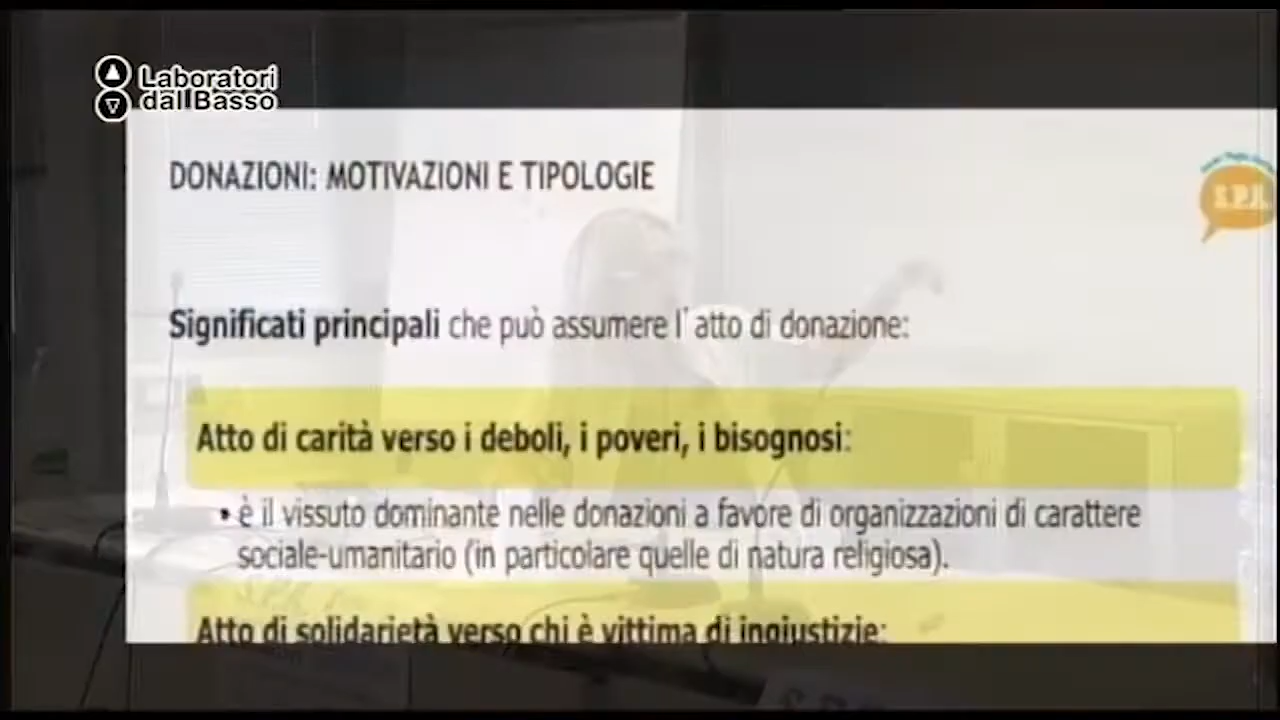 Laboratori
dal Basso
DONAZIONI: MOTIVAZIONI E TIPOLOGIE
S.P.A.
Significati principali che può assumere l' atto di donazione:
Atto di carità verso i deboli, i poveri, i bisognosi:
• è il vissuto dominante nelle donazioni a favore di organizzazioni di carattere
sociale-umanitario (in particolare quelle di natura religiosa).
Atto di solidarietà verso chi è vittima di ingiustizie: